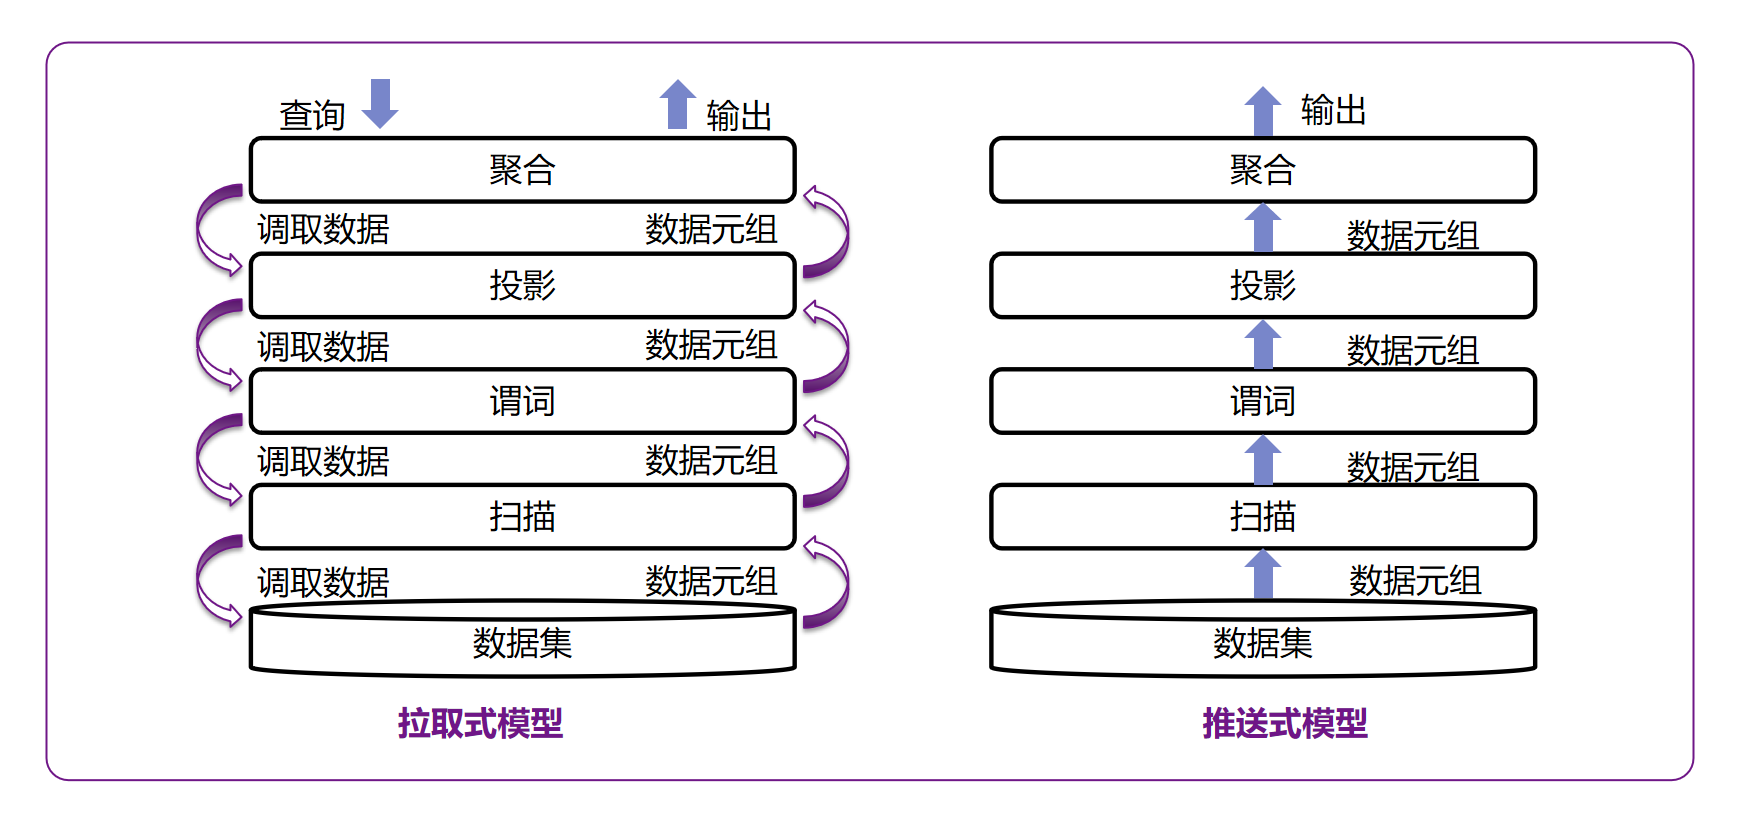 查询
输出
聚合
调取数据
数据元组
投影
调取数据
数据元组
谓词
调取数据
数据元组
扫描
调取数据
数据元组
数据集
拉取式模型
输出
聚合
数据元组
投影
数据元组
谓词
数据元组
扫描
数据元组
数据集
推送式模型